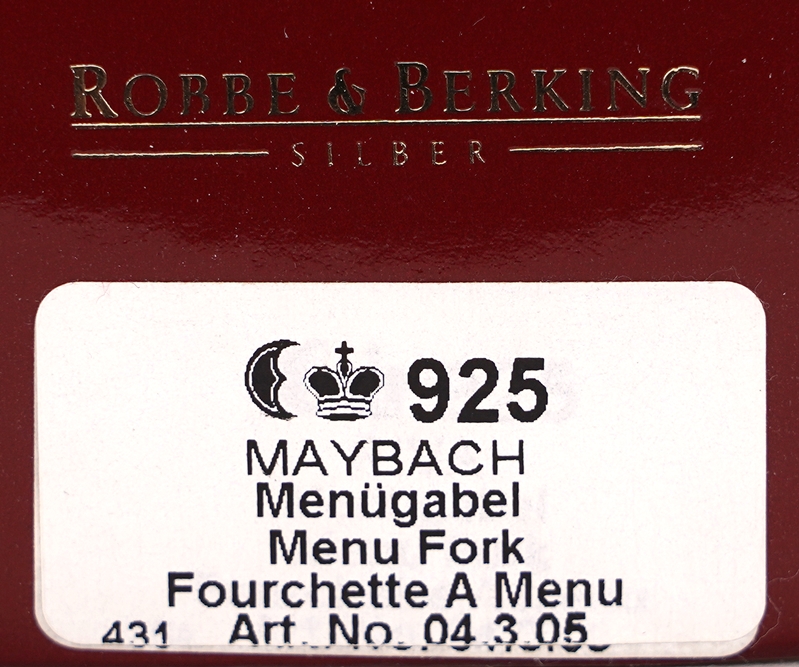 ROBBE & BERKING
SILBER
925
MAYBACH
Menügabel
Menu Fork
Fourchette A Menu
431 Art. No. 04.3.05